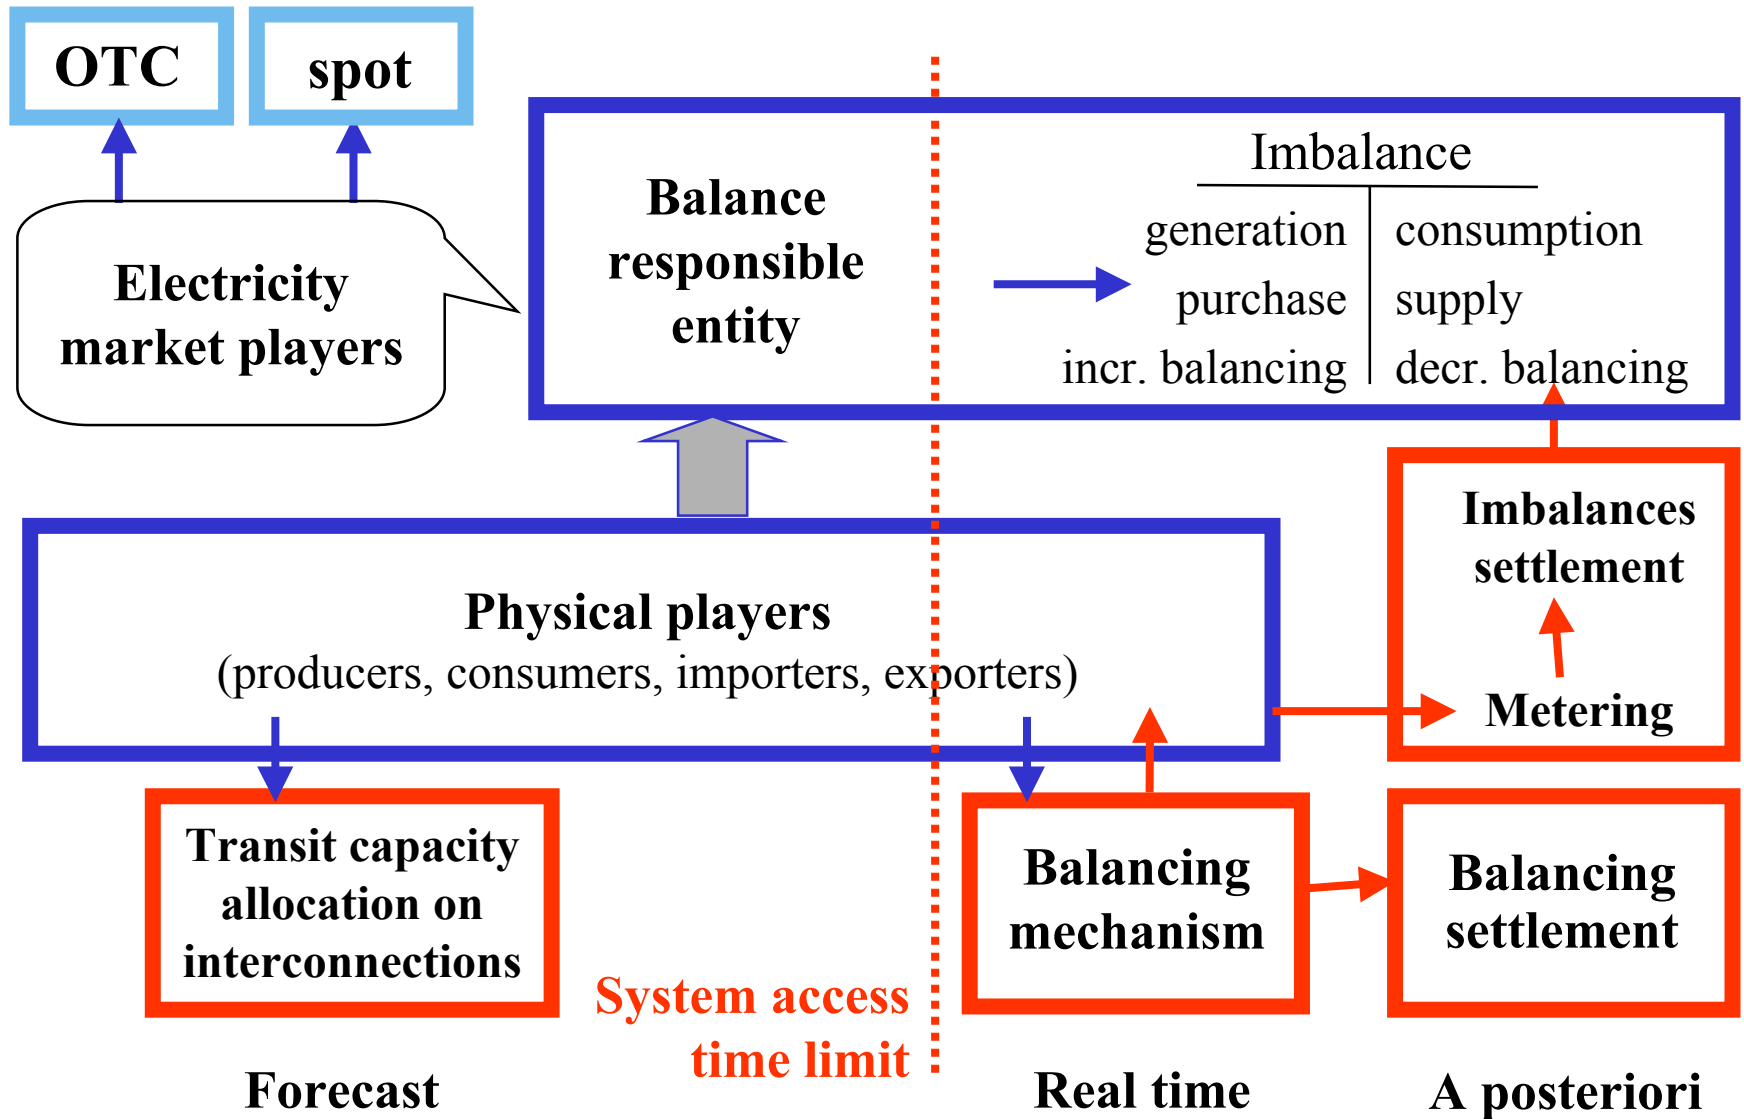 OTC
spot
Electricity
market players
Balance
responsible
entity
Imbalance
generation consumption
purchase supply
incr. balancing decr. balancing
Physical players
(producers, consumers, importers, exporters)
Imbalances
settlement
Metering
Transit capacity
allocation on
interconnections
System access
time limit
Balancing
mechanism
Balancing
settlement
Forecast
Real time
A posteriori